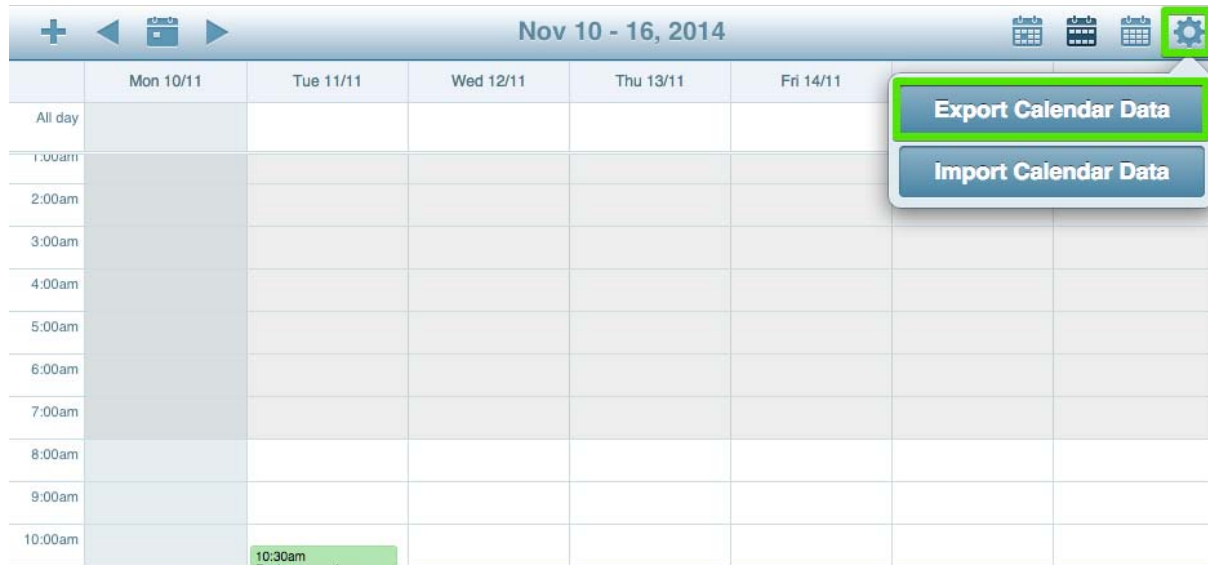 Nov 10 - 16, 2014
Mon 10/11 Tue 11/11 Wed 12/11 Thu 13/11 Fri 14/11
Export Calendar Data
Import Calendar Data
All day
1:00am
2:00am
3:00am
4:00am
5:00am
6:00am
7:00am
8:00am
9:00am
10:00am
10:30am